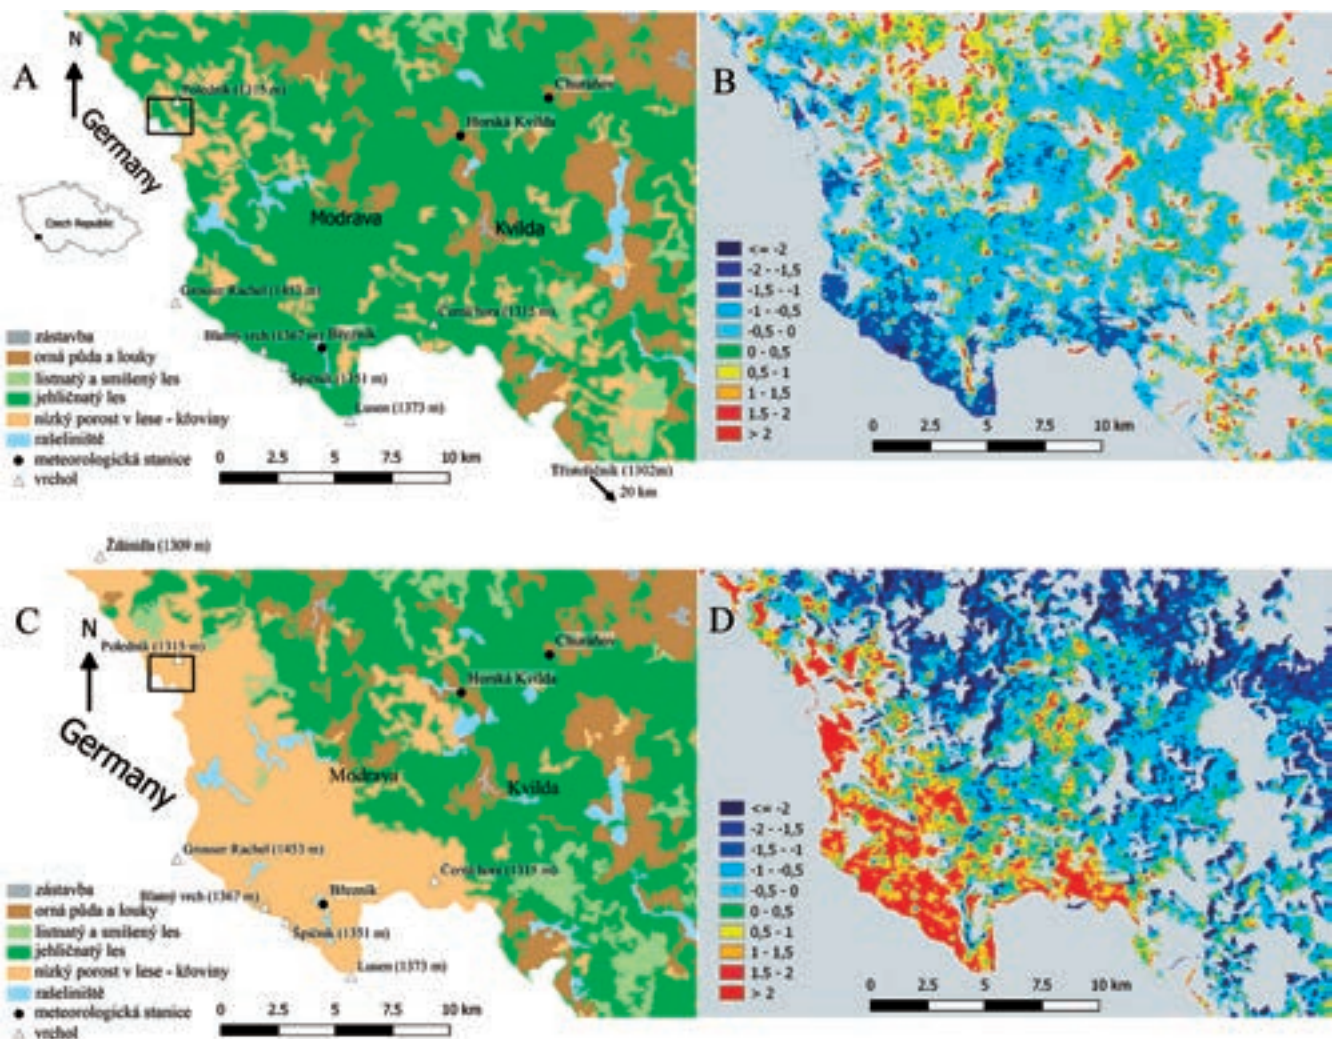 A
N
Germany
Czech Republic
Poledník (1315 m)
Churáňov
Horská Kvilda
Modrava
Kvilda
Grosser Rachel (1453 m)
Černá hora (1315 m)
Blatný vrch (1367 m)
Březník
Špičník (1351 m)
Lusen (1373 m)
Třístoličník (1302m)
20 km
zástavba
orná půda a louky
listnatý a smíšený les
jehličnatý les
nízký porost v lese - křoviny
rašeliniště
meteorologická stanice
vrchol
0 2.5 5 7.5 10 km
B
<= -2
-2 - -1,5
-1,5 - -1
-1 - -0,5
-0,5 - 0
0 - 0,5
0,5 - 1
1 - 1,5
1.5 - 2
> 2
0 2.5 5 7.5 10 km
C
N
Germany
Ždánidla (1309 m)
Poledník (1315 m)
Churáňov
Horská Kvilda
Modrava
Kvilda
Grosser Rachel (1453 m)
Černá hora (1315 m)
Blatný vrch (1367 m)
Březník
Špičník (1351 m)
Lusen (1373 m)
zástavba
orná půda a louky
listnatý a smíšený les
jehličnatý les
nízký porost v lese - křoviny
rašeliniště
meteorologická stanice
vrchol
0 2.5 5 7.5 10 km
D
<= -2
-2 - -1,5
-1,5 - -1
-1 - -0,5
-0,5 - 0
0 - 0,5
0,5 - 1
1 - 1,5
1.5 - 2
> 2
0 2.5 5 7.5 10 km